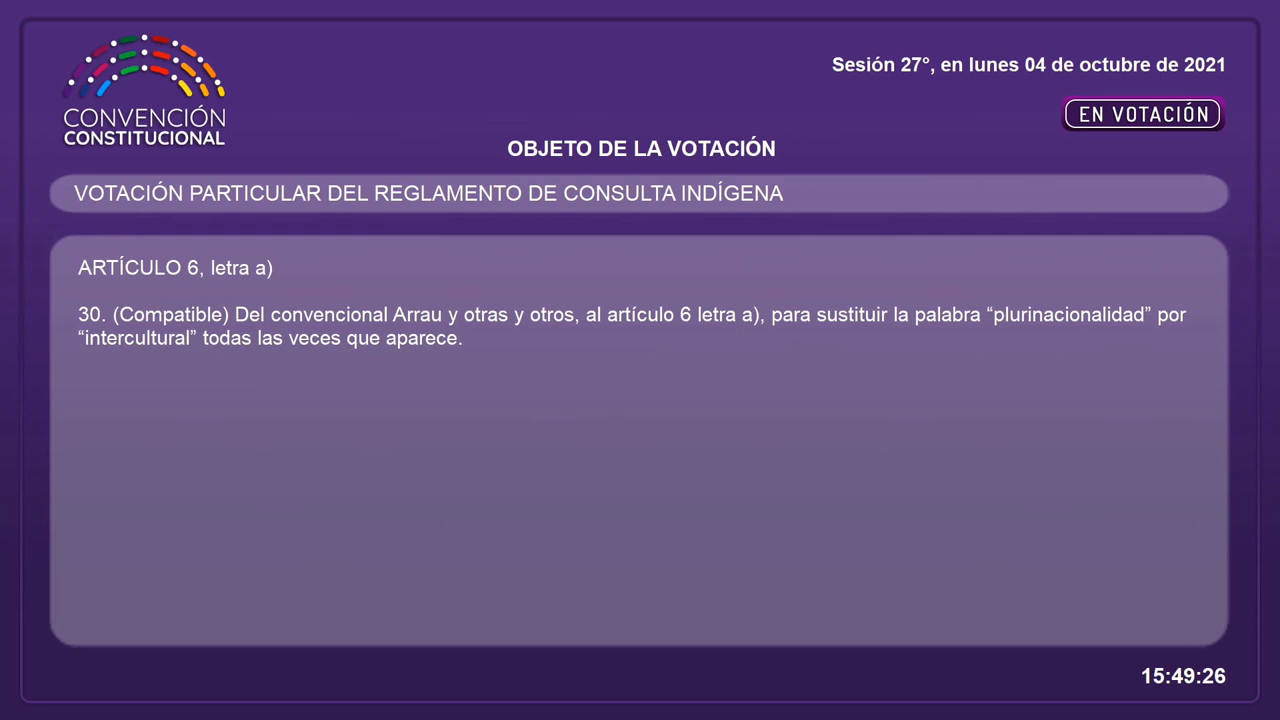 CONVENCIÓN
CONSTITUCIONAL
Sesión 27°, en lunes 04 de octubre de 2021
EN VOTACIÓN
OBJETO DE LA VOTACIÓN
VOTACIÓN PARTICULAR DEL REGLAMENTO DE CONSULTA INDÍGENA
ARTÍCULO 6, letra a)
30. (Compatible) Del convencional Arrau y otras y otros, al artículo 6 letra a), para sustituir la palabra “plurinacionalidad” por
“intercultural” todas las veces que aparece.
15:49:26